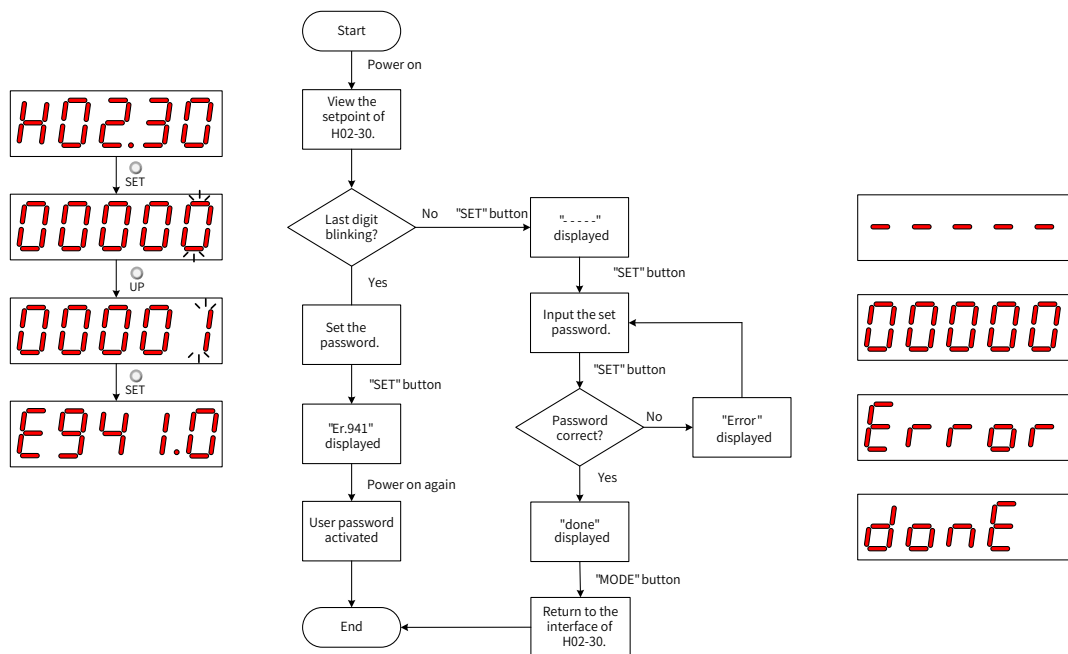 Start
Power on
View the
setpoint of
H02-30.
Last digit
blinking?
No
"SET" button
"-----"
displayed
Yes
"SET" button
Set the
password.
Input the set
password.
"SET" button
"SET" button
"Er.941"
displayed
Password
correct?
No
"Error"
displayed
Power on again
Yes
User password
activated
"done"
displayed
"MODE" button
End
Return to the
interface of
H02-30.
H02.30
SET
00000
UP
00001
SET
E941.0
-----
00000
Error
donE